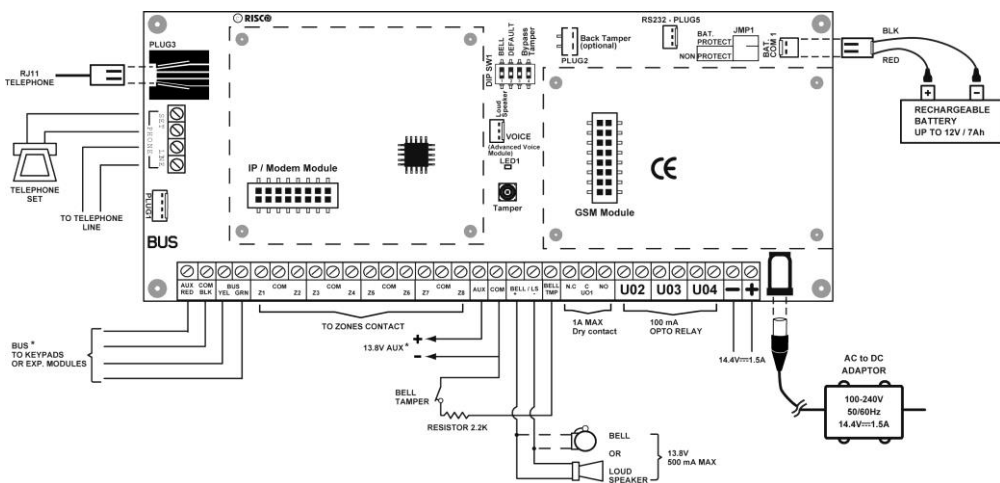 RISCO
PLUG3
RJ11
TELEPHONE
SET
PHONE
LINE
TELEPHONE
SET
TO TELEPHONE
LINE
PLUG1
BUS
IP / Modem Module
DIP SW1
BELL
DEFAULT
Bypass
Tamper
Loud
Speaker
VOICE
(Advanced Voice
Module)
LED1
Tamper
Back Tamper
(optional)
PLUG2
RS232 - PLUG5
BAT.
PROTECT
NON PROTECT
JMP1
BAT.
COM 1
GSM Module
CE
BLK
RED
+ -
RECHARGEABLE
BATTERY
UP TO 12V / 7Ah
AUX COM BUS COM COM COM COM AUX COM BELL / LS BELL N.C C NO U02 U03 U04 - +
RED BLK YEL GRN Z1 Z2 Z3 Z4 Z5 Z6 Z7 Z8 + - TMP UO1
BUS *
TO KEYPADS
OR EXP. MODULES
TO ZONES CONTACT
+
13.8V AUX*
-
BELL
TAMPER
RESISTOR 2.2K
1A MAX
Dry contact
100 mA
OPTO RELAY
14.4V⎓1.5A
BELL
OR
LOUD
SPEAKER
13.8V
500 mA MAX
AC to DC
ADAPTOR
100-240V
50/60Hz
14.4V⎓1.5A